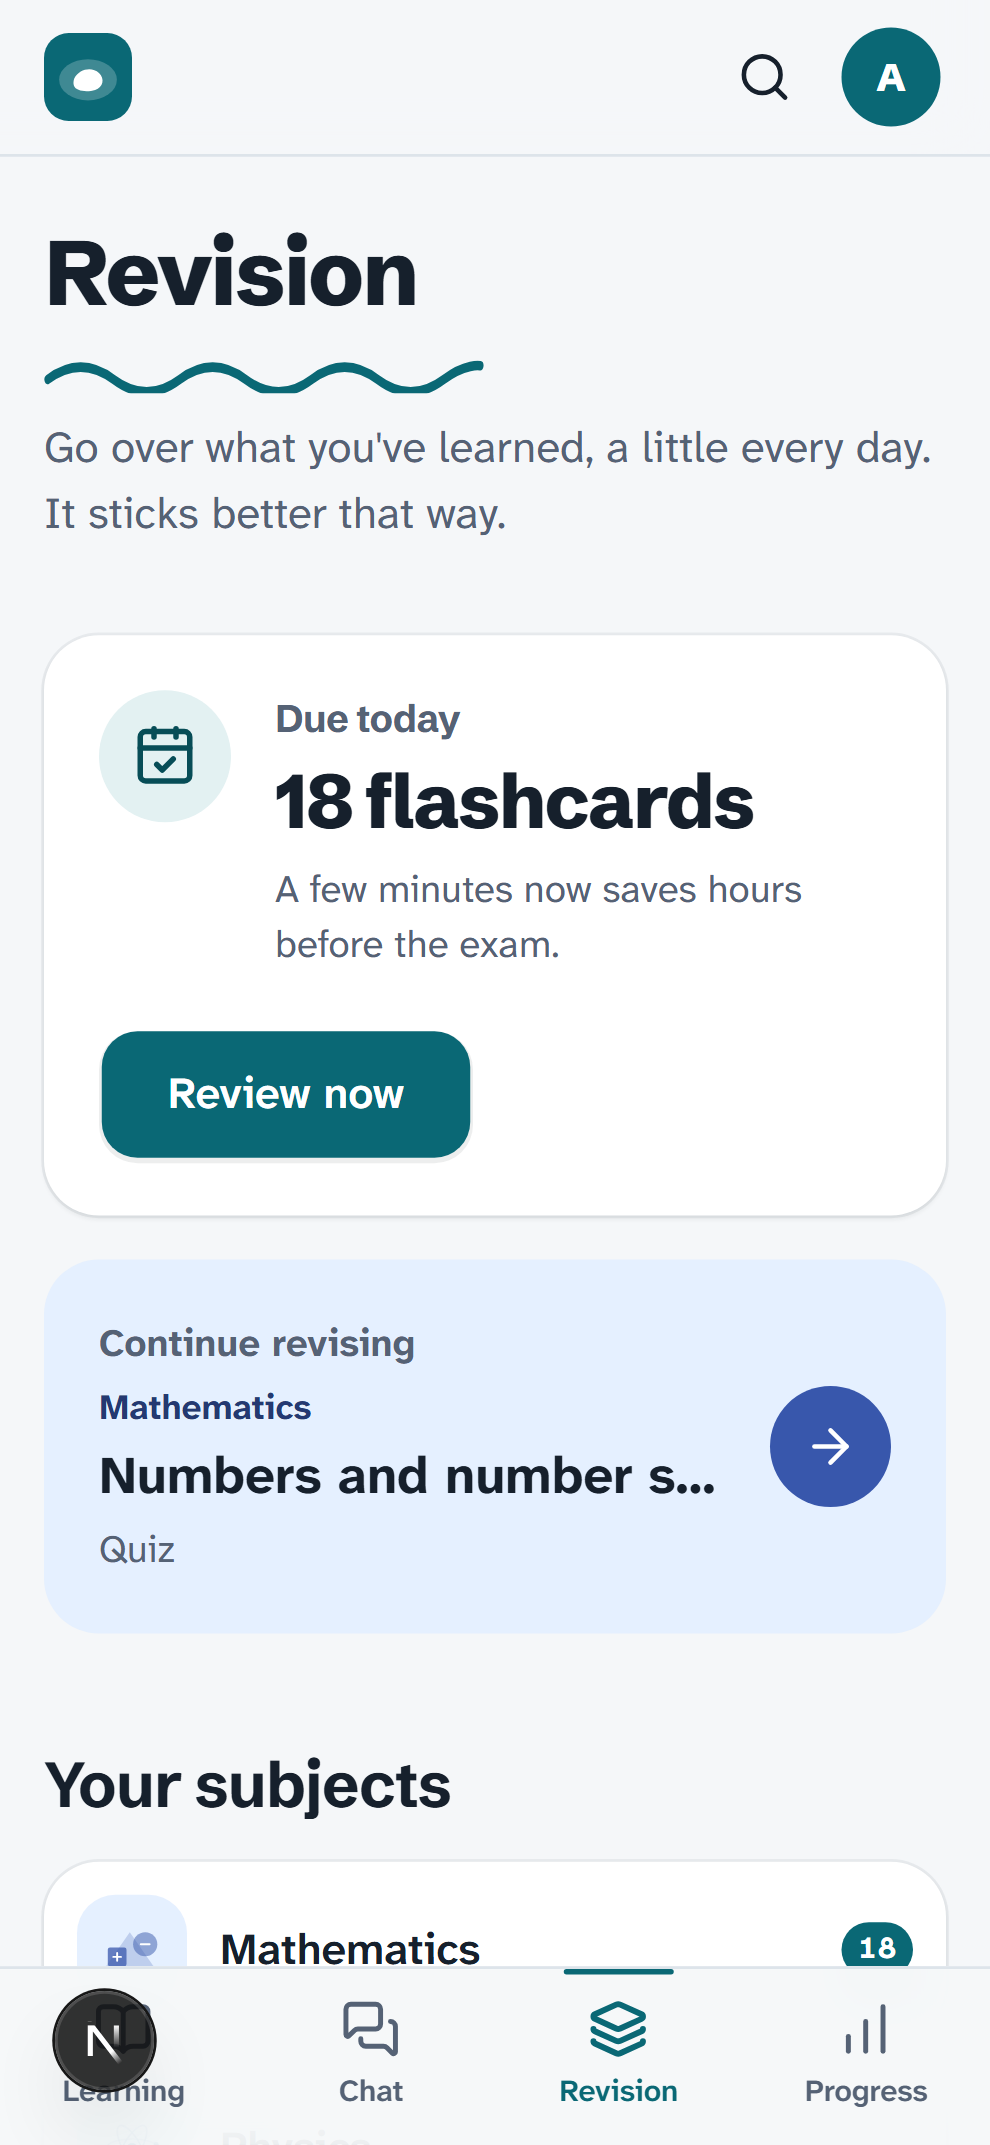 A
Revision
Go over what you've learned, a little every day.
It sticks better that way.
Due today
18 flashcards
A few minutes now saves hours
before the exam.
Review now
Continue revising
Mathematics
Numbers and number s...
Quiz
Your subjects
Mathematics
18
N
Learning
Chat
Revision
Progress
Physics